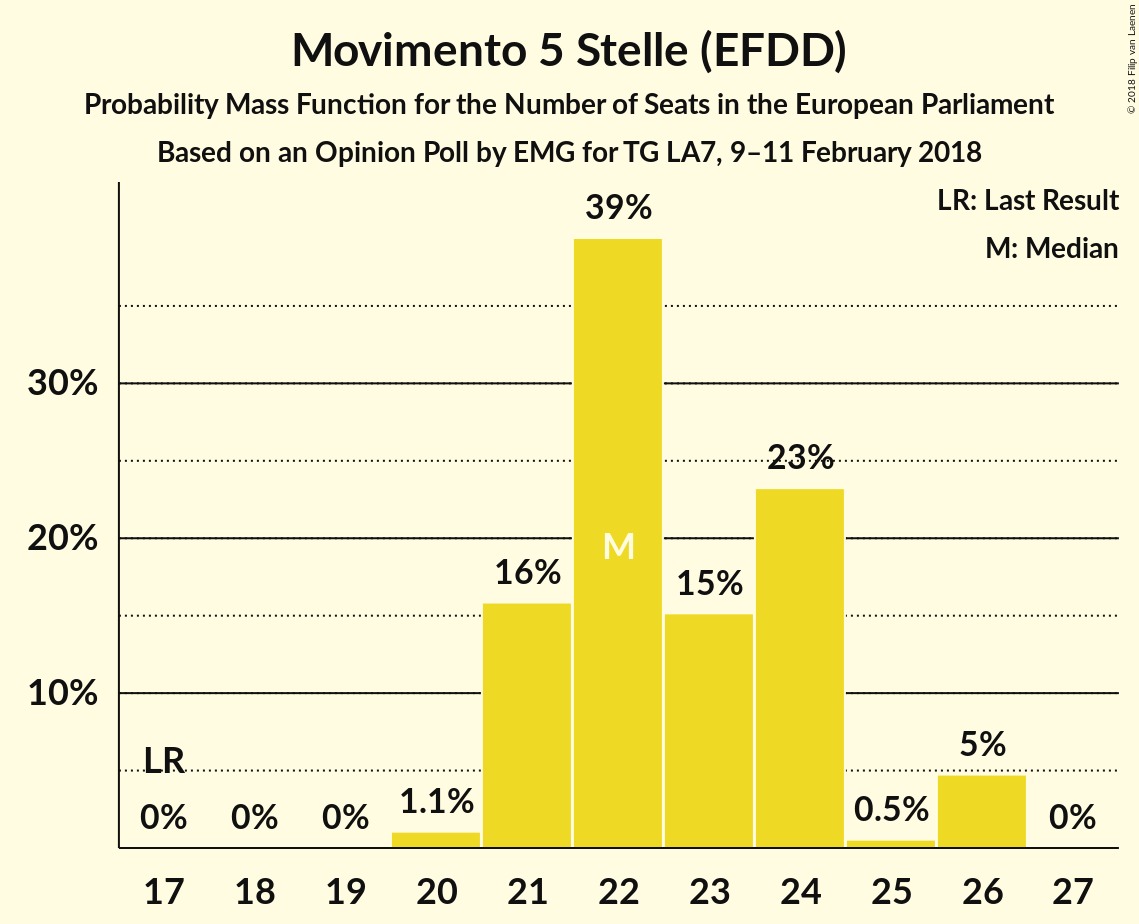 Movimento 5 Stelle (EFDD)
Probability Mass Function for the Number of Seats in the European Parliament
Based on an Opinion Poll by EMG for TG LA7, 9–11 February 2018
© 2018 Filip van Laenen
LR: Last Result
M: Median
39%
30%
23%
20%
M
16%
15%
10%
LR
5%
0%
0%
0%
1.1%
0.5%
0%
17 18 19 20 21 22 23 24 25 26 27